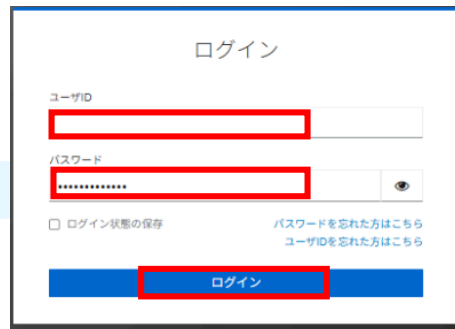 ログイン
ユーザID
パスワード
•••••••••••••
ログイン状態の保存
パスワードを忘れた方はこちら
ユーザIDを忘れた方はこちら
ログイン